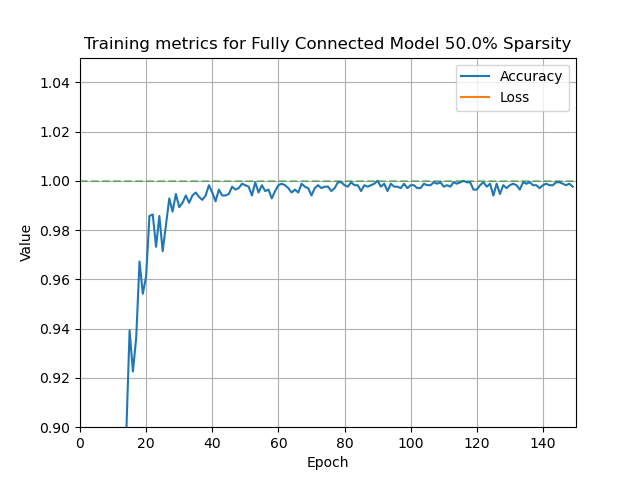 Training metrics for Fully Connected Model 50.0% Sparsity
Accuracy
Loss
1.04
1.02
1.00
0.98
0.96
0.94
0.92
0.90
Value
0 20 40 60 80 100 120 140
Epoch